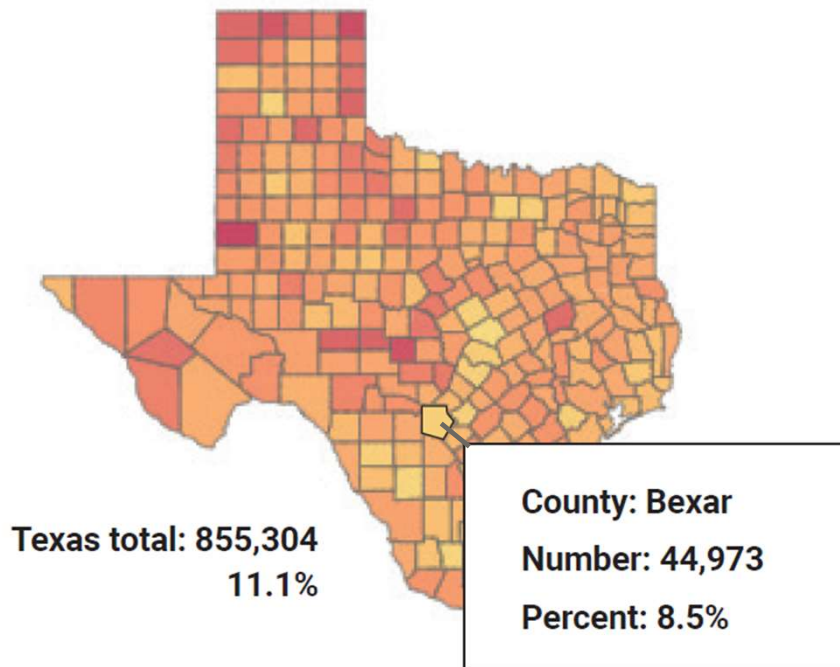 Texas total: 855,304
11.1%
County: Bexar
Number: 44,973
Percent: 8.5%